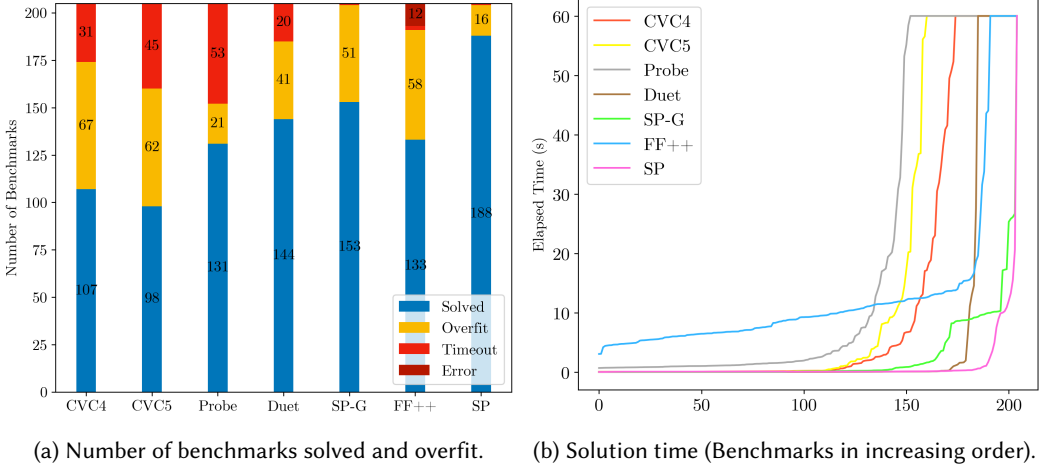 Number of Benchmarks
200
175
150
125
100
75
50
25
0
31
45
53
20
12
16
67
62
21
41
51
58
107
98
131
144
153
133
188
Solved
Overfit
Timeout
Error
CVC4 CVC5 Probe Duet SP-G FF++ SP
(a) Number of benchmarks solved and overfit.
Elapsed Time (s)
60
50
40
30
20
10
0
CVC4
CVC5
Probe
Duet
SP-G
FF++
SP
0 50 100 150 200
(b) Solution time (Benchmarks in increasing order).